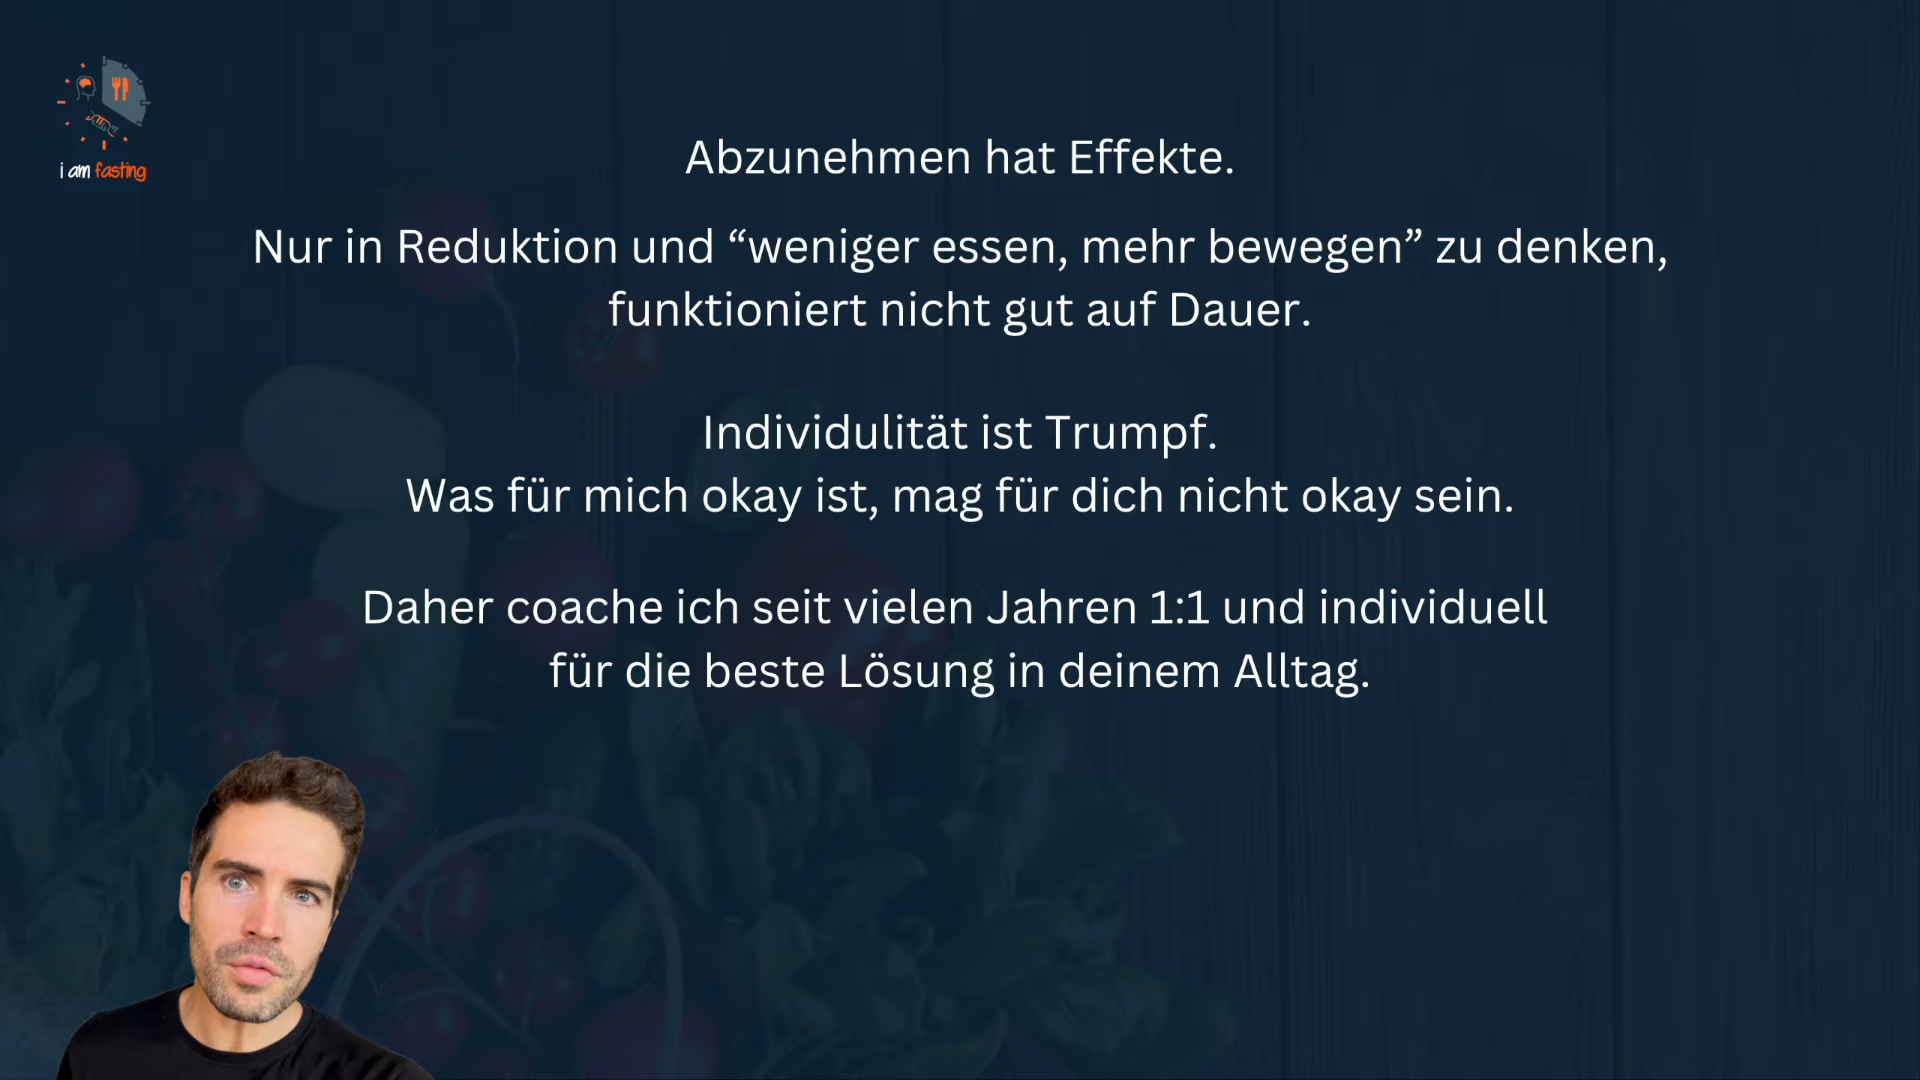 i am fasting
Abzunehmen hat Effekte.
Nur in Reduktion und “weniger essen, mehr bewegen” zu denken,
funktioniert nicht gut auf Dauer.
Individulität ist Trumpf.
Was für mich okay ist, mag für dich nicht okay sein.
Daher coache ich seit vielen Jahren 1:1 und individuell
für die beste Lösung in deinem Alltag.